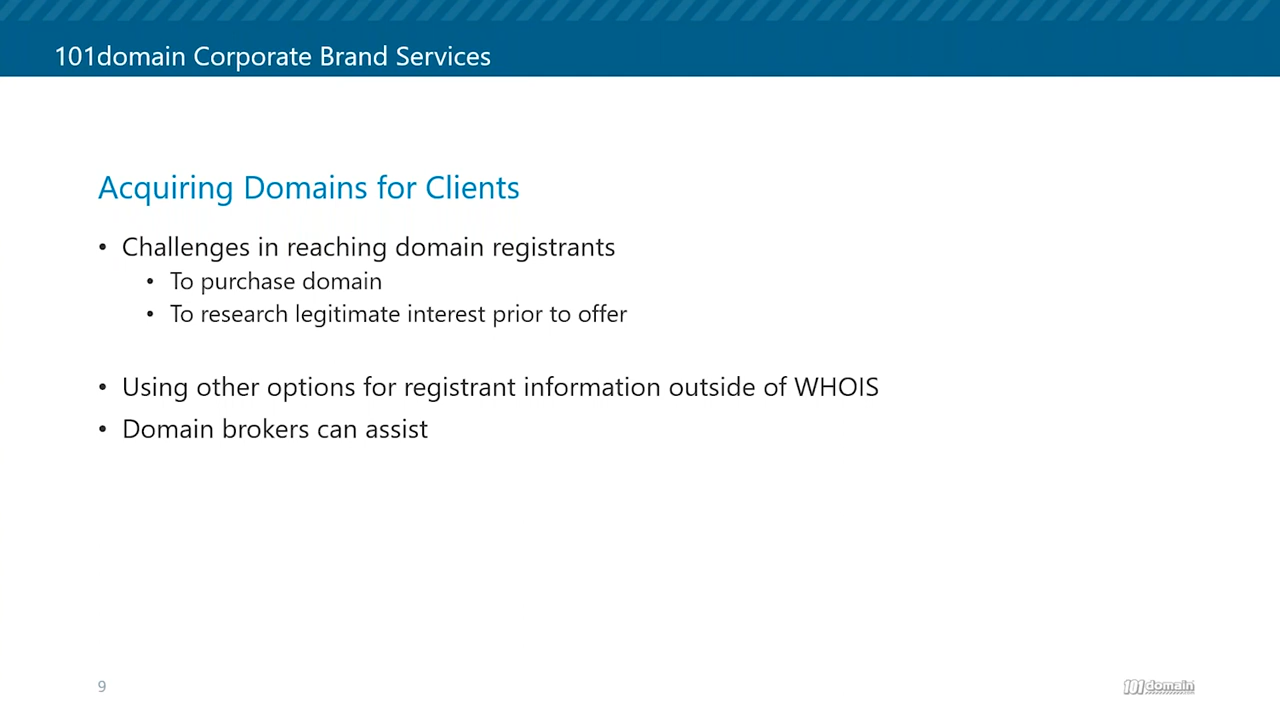 101domain Corporate Brand Services
Acquiring Domains for Clients
• Challenges in reaching domain registrants
• To purchase domain
• To research legitimate interest prior to offer
• Using other options for registrant information outside of WHOIS
• Domain brokers can assist
9
101domain